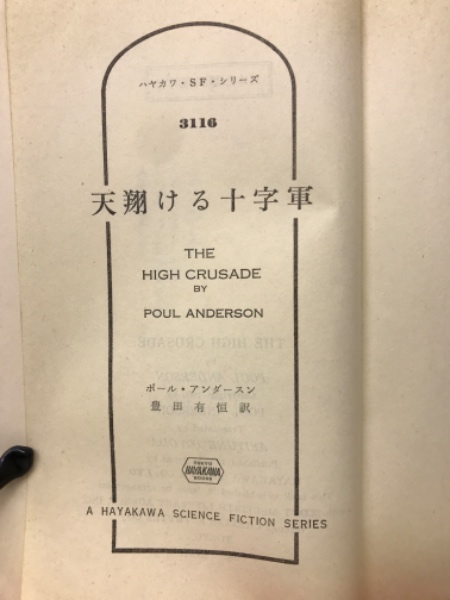 ハヤカワ・SF・シリーズ
3116
天翔ける十字軍
THE
HIGH CRUSADE
BY
POUL ANDERSON
ポール・アンダースン
豊田有恒訳
HAYAKAWA
BOOKS
A HAYAKAWA SCIENCE FICTION SERIES